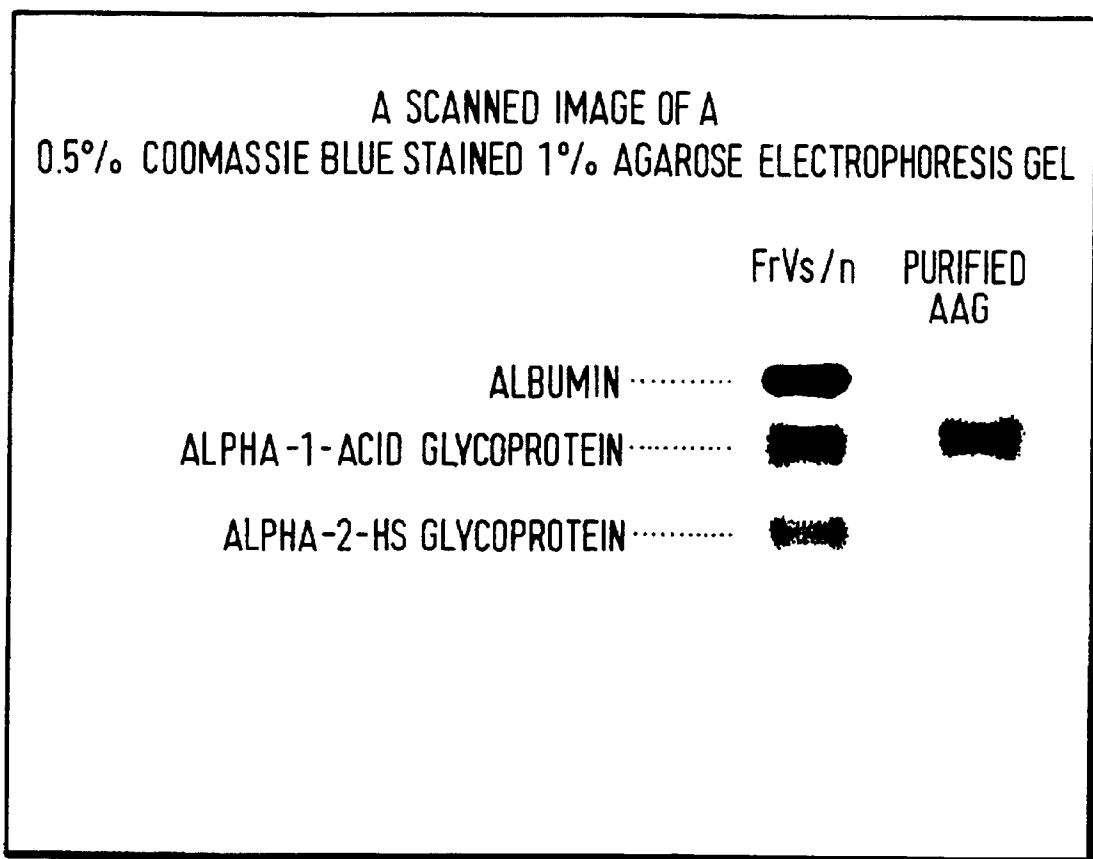 A SCANNED IMAGE OF A
0.5% COOMASSIE BLUE STAINED 1% AGAROSE ELECTROPHORESIS GEL
FrVs/n PURIFIED
AAG
ALBUMIN ...........
ALPHA-1-ACID GLYCOPROTEIN ...........
ALPHA-2-HS GLYCOPROTEIN ...........